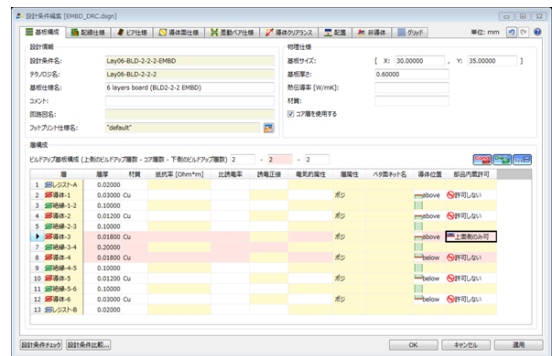 設計条件編集 [EMBD_DRC.dsgn]
基板構成 配線仕様 ビア仕様 導体面仕様 差動ペア仕様 導体クリアランス 配置 非導体 グリッド 単位: mm
設計情報
設計条件名: Lay06-BLD-2-2-2-EMBD
テクノロジ名: Lay06-BLD-2-2-2
基板仕様名: 6 layers board (BLD2-2-2 EMBD)
コメント:
回路図名:
フットプリント仕様名: "default"
物理仕様
基板サイズ: [ X: 30.00000 , Y: 35.00000 ]
基板厚さ: 0.60000
熱伝導率 [W/mK]:
材質:
コア層を使用する
層構成
ビルドアップ基板構成 (上側のビルドアップ層数 - コア層数 - 下側のビルドアップ層数) 2 - 2 - 2
層 層厚 材質 抵抗率 [Ohm*m] 比誘電率 誘電正接 電気的属性 層属性 ベタ面ネット名 導体位置 部品内蔵許可
1 レジスト-A 0.02000
2 導体-1 0.03000 Cu ポジ above 許可しない
3 絶縁-1-2 0.10000
4 導体-2 0.01200 Cu ポジ above 許可しない
5 絶縁-2-3 0.10000
6 導体-3 0.01800 Cu ポジ above 上面側のみ可
7 絶縁-3-4 0.20000
8 導体-4 0.01800 Cu ポジ below 許可しない
9 絶縁-4-5 0.10000
10 導体-5 0.01200 Cu ポジ below 許可しない
11 絶縁-5-6 0.10000
12 導体-6 0.03000 Cu ポジ below 許可しない
13 レジスト-B 0.02000
設計条件チェック 設計条件比較... OK キャンセル 適用